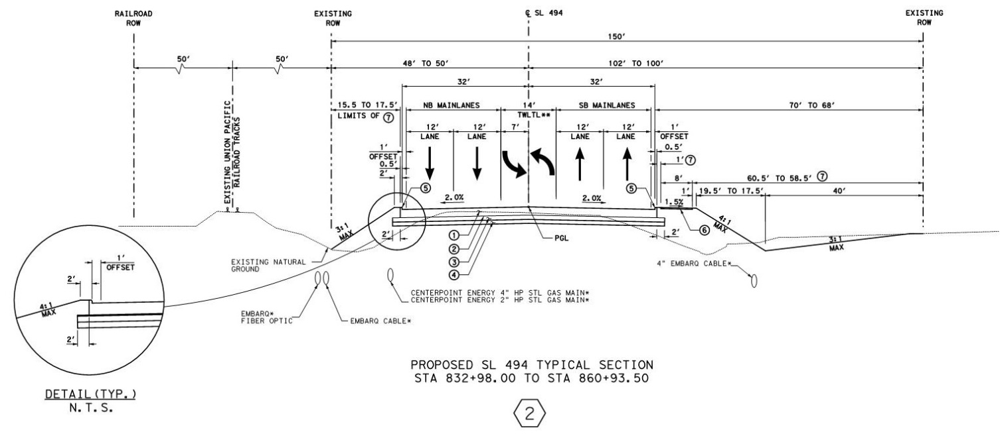 RAILROAD
ROW
EXISTING
ROW
℄ SL 494
EXISTING
ROW
150'
50'
50'
48' TO 50'
102' TO 100'
32'
32'
15.5 TO 17.5'
LIMITS OF ⑦
NB MAINLANES
14'
TWLTL**
SB MAINLANES
70' TO 68'
12'
LANE
12'
LANE
7'
12'
LANE
12'
LANE
1'
OFFSET
1'
OFFSET
0.5'
2'
0.5'
1' ⑦
8'
60.5' TO 58.5' ⑦
1'
19.5' TO 17.5'
40'
EXISTING UNION PACIFIC
RAILROAD TRACKS
⑤
⑤
2.0%
2.0%
1.5%
3:1
MAX
4:1
MAX
3:1
MAX
2'
2'
①
②
③
④
⑥
PGL
EXISTING NATURAL
GROUND
4" EMBARQ CABLE*
CENTERPOINT ENERGY 4" HP STL GAS MAIN*
CENTERPOINT ENERGY 2" HP STL GAS MAIN*
EMBARQ*
FIBER OPTIC
EMBARQ CABLE*
1'
OFFSET
2'
4:1
MAX
2'
DETAIL (TYP.)
N.T.S.
PROPOSED SL 494 TYPICAL SECTION
STA 832+98.00 TO STA 860+93.50
2